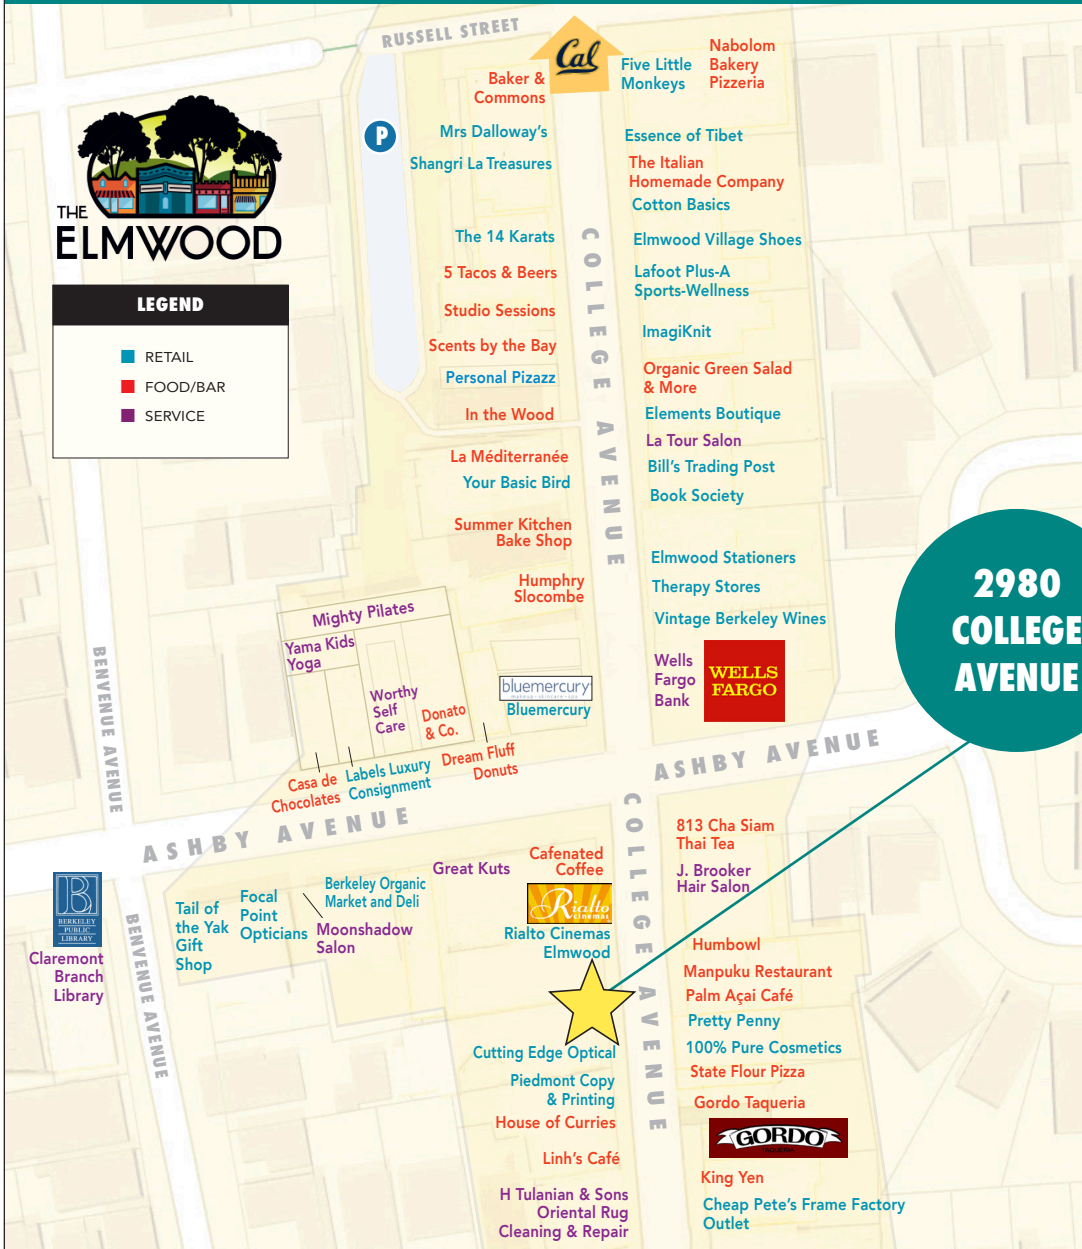 RUSSELL STREET
Cal
Nabolom
Bakery
Pizzeria
Five Little
Monkeys
Baker &
Commons
P
Mrs Dalloway's
Essence of Tibet
Shangri La Treasures
The Italian
Homemade Company
Cotton Basics
THE
ELMWOOD
The 14 Karats
Elmwood Village Shoes
5 Tacos & Beers
Lafoot Plus-A
Sports-Wellness
LEGEND
RETAIL
FOOD/BAR
SERVICE
Studio Sessions
ImagiKnit
Scents by the Bay
Personal Pizazz
Organic Green Salad
& More
In the Wood
Elements Boutique
La Tour Salon
La Méditerranée
Bill's Trading Post
Your Basic Bird
Book Society
COLLEGE AVENUE
Summer Kitchen
Bake Shop
Elmwood Stationers
Humphry
Slocombe
Therapy Stores
Vintage Berkeley Wines
2980
COLLEGE
AVENUE
Mighty Pilates
Yama Kids
Yoga
Worthy
Self
Care
Donato
& Co.
bluemercury
makeup • skincare • spa
Bluemercury
Wells
Fargo
Bank
WELLS
FARGO
BENVENUE AVENUE
Casa de
Chocolates
Labels Luxury
Consignment
Dream Fluff
Donuts
ASHBY AVENUE
ASHBY AVENUE
813 Cha Siam
Thai Tea
Great Kuts
Cafenated
Coffee
J. Brooker
Hair Salon
B
BERKELEY
PUBLIC
LIBRARY
Claremont
Branch
Library
Tail of
the Yak
Gift
Shop
Focal
Point
Opticians
Berkeley Organic
Market and Deli
Moonshadow
Salon
Rialto
cinemas
Rialto Cinemas
Elmwood
BENVENUE AVENUE
COLLEGE AVENUE
Humbowl
Manpuku Restaurant
Palm Açai Café
Pretty Penny
100% Pure Cosmetics
Cutting Edge Optical
State Flour Pizza
Piedmont Copy
& Printing
Gordo Taqueria
House of Curries
GORDO
TAQUERIA
Linh's Café
King Yen
H Tulanian & Sons
Oriental Rug
Cleaning & Repair
Cheap Pete's Frame Factory
Outlet